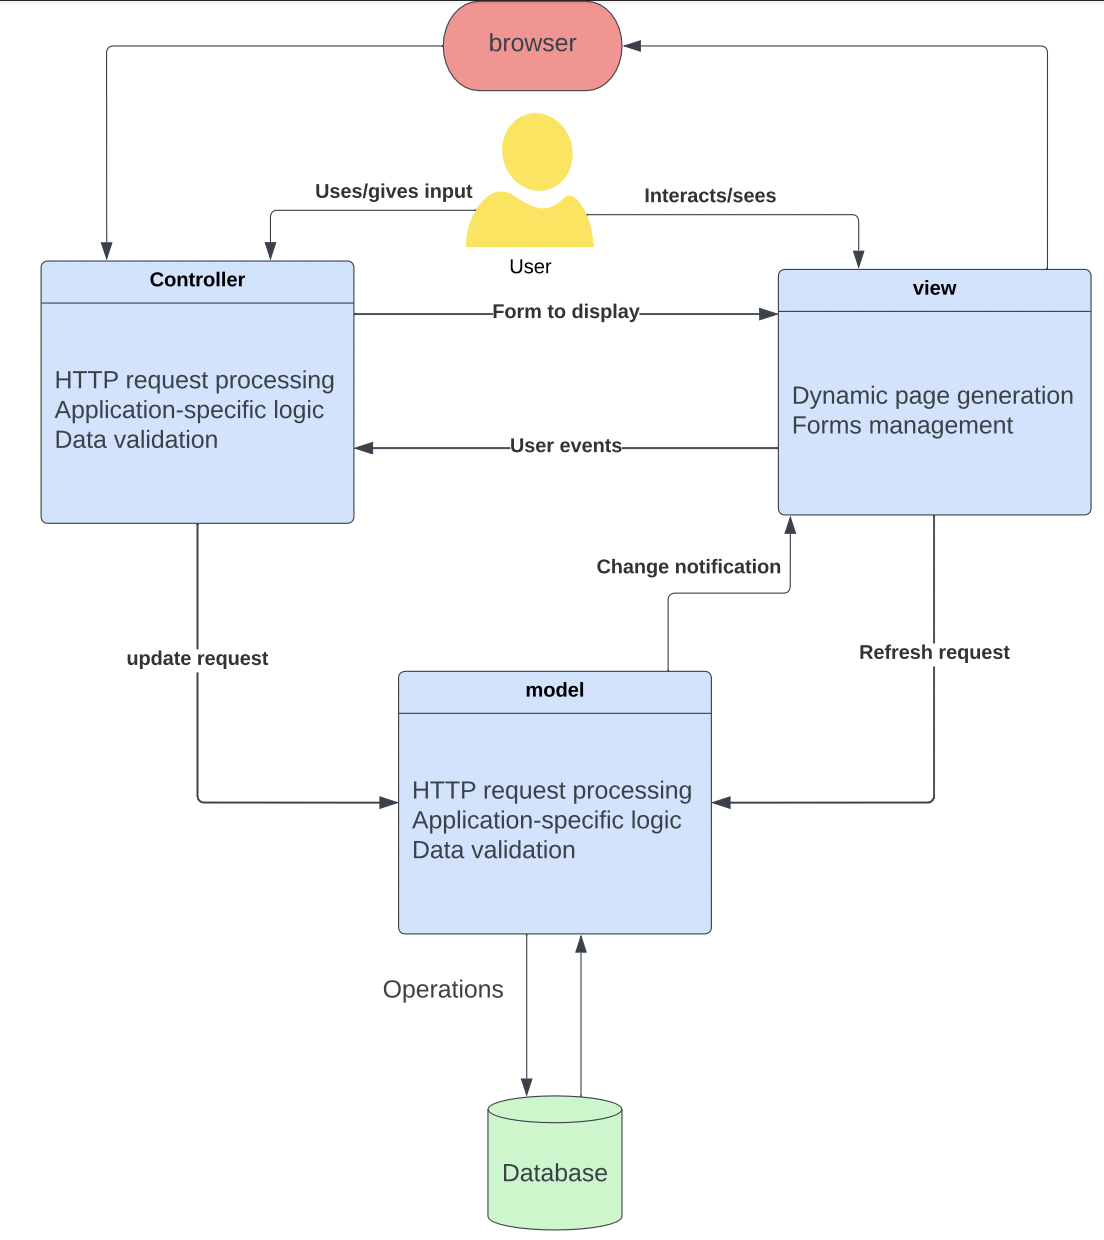 browser
Uses/gives input
Interacts/sees
User
Controller
view
Form to display
HTTP request processing
Application-specific logic
Data validation
Dynamic page generation
Forms management
User events
Change notification
update request
Refresh request
model
HTTP request processing
Application-specific logic
Data validation
Operations
Database